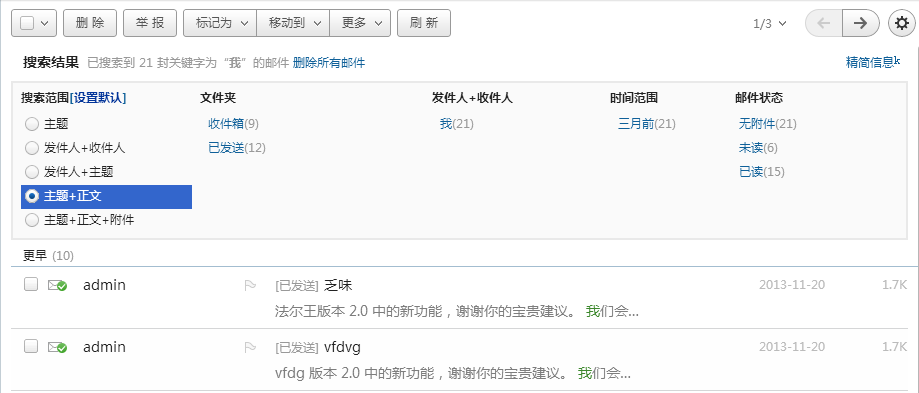 删 除 举 报 标记为 移动到 更多 刷 新 1/3
搜索结果 已搜索到 21 封关键字为“我”的邮件 删除所有邮件 精简信息k
搜索范围[设置默认] 文件夹 发件人+收件人 时间范围 邮件状态
主题 收件箱(9) 我(21) 三月前(21) 无附件(21)
发件人+收件人 已发送(12) 未读(6)
发件人+主题 已读(15)
主题+正文
主题+正文+附件
更早 (10)
admin [已发送] 乏味 2013-11-20 1.7K
法尔王版本 2.0 中的新功能，谢谢你的宝贵建议。 我们会...
admin [已发送] vfdvg 2013-11-20 1.7K
vfdg 版本 2.0 中的新功能，谢谢你的宝贵建议。 我们会...